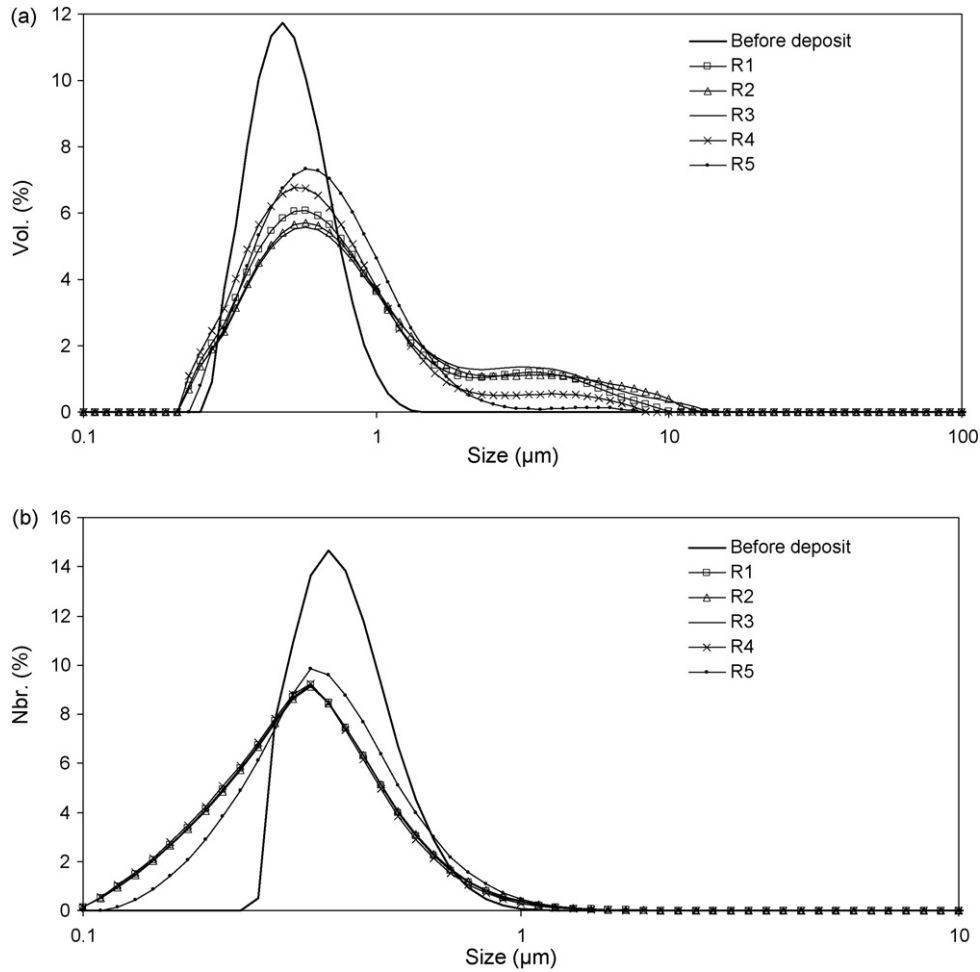 (a)
12
10
8
6
4
2
0
Vol. (%)
Before deposit
R1
R2
R3
R4
R5
0.1 1 10 100
Size (µm)
(b)
16
14
12
10
8
6
4
2
0
Nbr. (%)
Before deposit
R1
R2
R3
R4
R5
0.1 1 10
Size (µm)